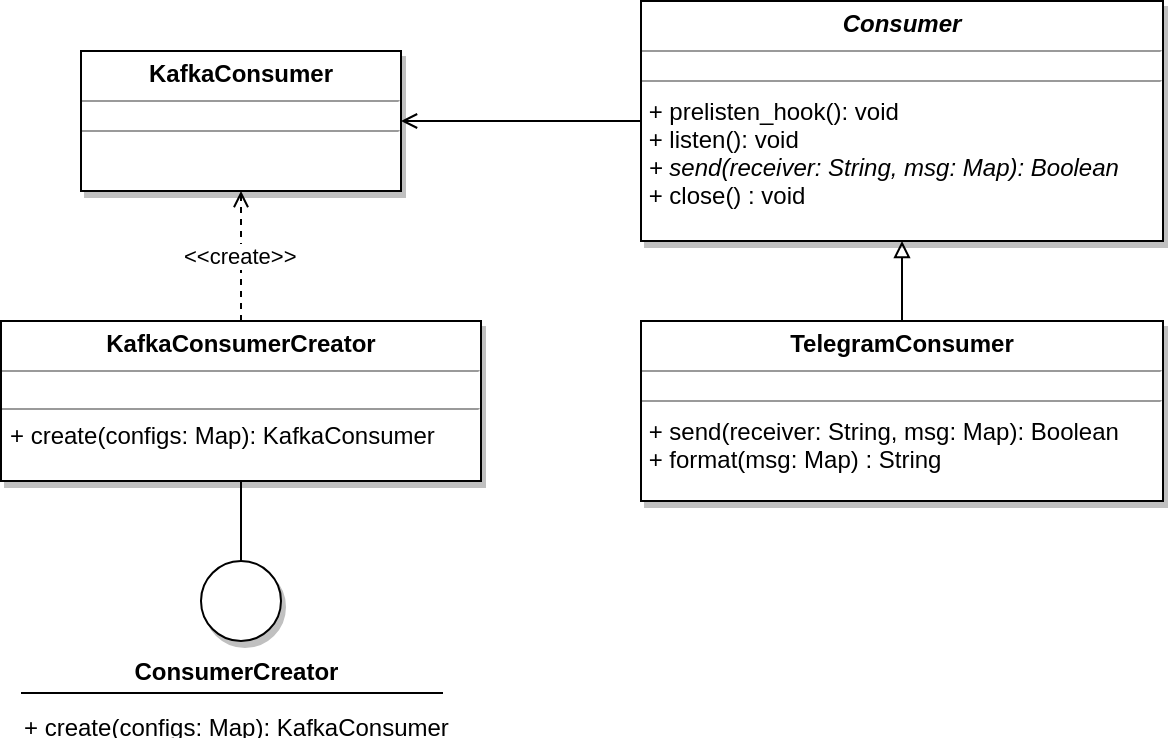 KafkaConsumer
Consumer
+ prelisten_hook(): void
+ listen(): void
+ send(receiver: String, msg: Map): Boolean
+ close() : void
<<create>>
KafkaConsumerCreator
+ create(configs: Map): KafkaConsumer
TelegramConsumer
+ send(receiver: String, msg: Map): Boolean
+ format(msg: Map) : String
ConsumerCreator
+ create(configs: Map): KafkaConsumer